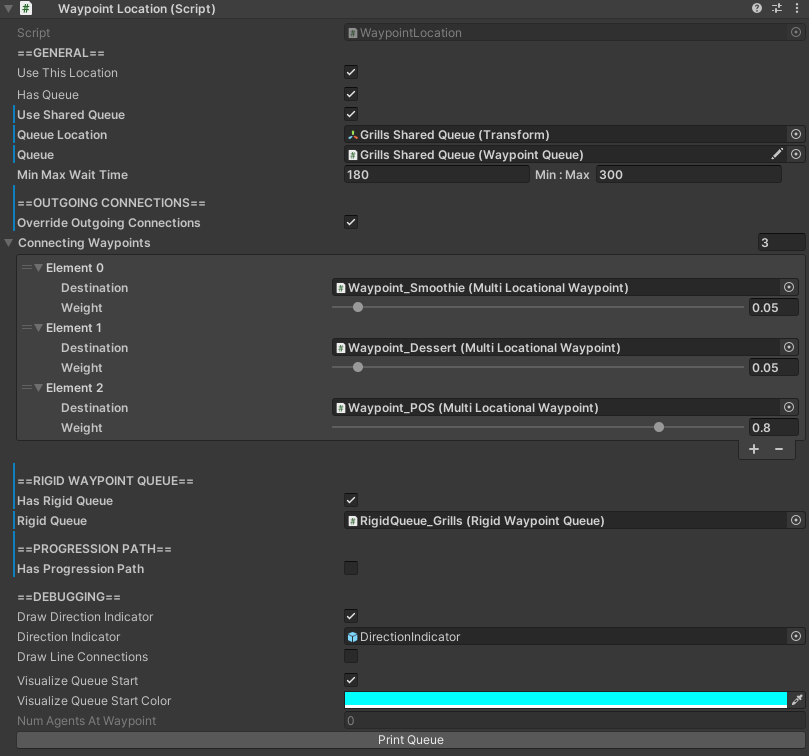 Waypoint Location (Script)
Script WaypointLocation
==GENERAL==
Use This Location
Has Queue
Use Shared Queue
Queue Location Grills Shared Queue (Transform)
Queue Grills Shared Queue (Waypoint Queue)
Min Max Wait Time 180 Min : Max 300
==OUTGOING CONNECTIONS==
Override Outgoing Connections
Connecting Waypoints 3
Element 0
Destination Waypoint_Smoothie (Multi Locational Waypoint)
Weight 0.05
Element 1
Destination Waypoint_Dessert (Multi Locational Waypoint)
Weight 0.05
Element 2
Destination Waypoint_POS (Multi Locational Waypoint)
Weight 0.8
+ −
==RIGID WAYPOINT QUEUE==
Has Rigid Queue
Rigid Queue RigidQueue_Grills (Rigid Waypoint Queue)
==PROGRESSION PATH==
Has Progression Path
==DEBUGGING==
Draw Direction Indicator
Direction Indicator DirectionIndicator
Draw Line Connections
Visualize Queue Start
Visualize Queue Start Color
Num Agents At Waypoint 0
Print Queue